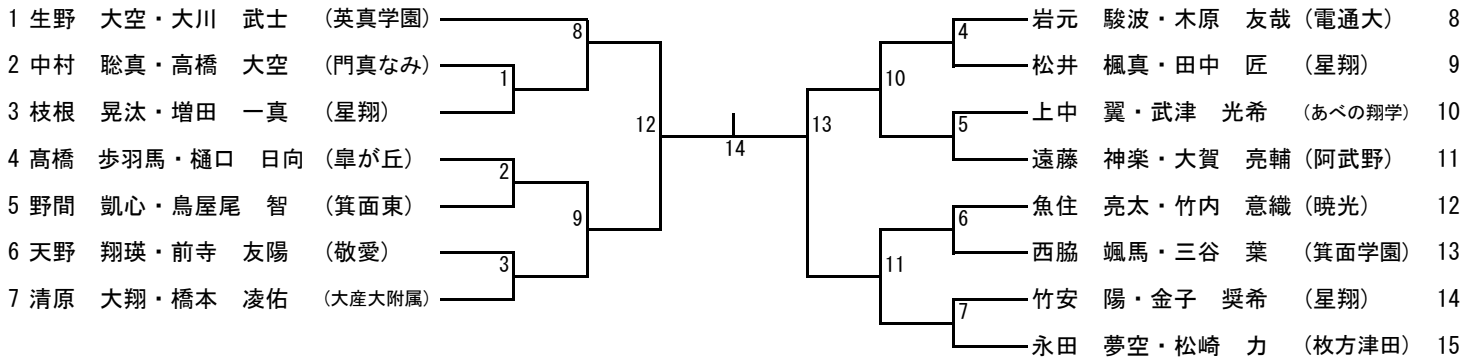 1 生野 大空・大川 武士 (英真学園)
2 中村 聡真・高橋 大空 (門真なみ)
3 枝根 晃汰・増田 一真 (星翔)
4 髙橋 歩羽馬・樋口 日向 (皐が丘)
5 野間 凱心・鳥屋尾 智 (箕面東)
6 天野 翔瑛・前寺 友陽 (敬愛)
7 清原 大翔・橋本 凌佑 (大産大附属)
8
1
2
3
9
12
14
13
10
11
4
5
6
7
岩元 駿波・木原 友哉 (電通大) 8
松井 楓真・田中 匠 (星翔) 9
上中 翼・武津 光希 (あべの翔学) 10
遠藤 神楽・大賀 亮輔 (阿武野) 11
魚住 亮太・竹内 意織 (暁光) 12
西脇 颯馬・三谷 葉 (箕面学園) 13
竹安 陽・金子 奨希 (星翔) 14
永田 夢空・松崎 力 (枚方津田) 15